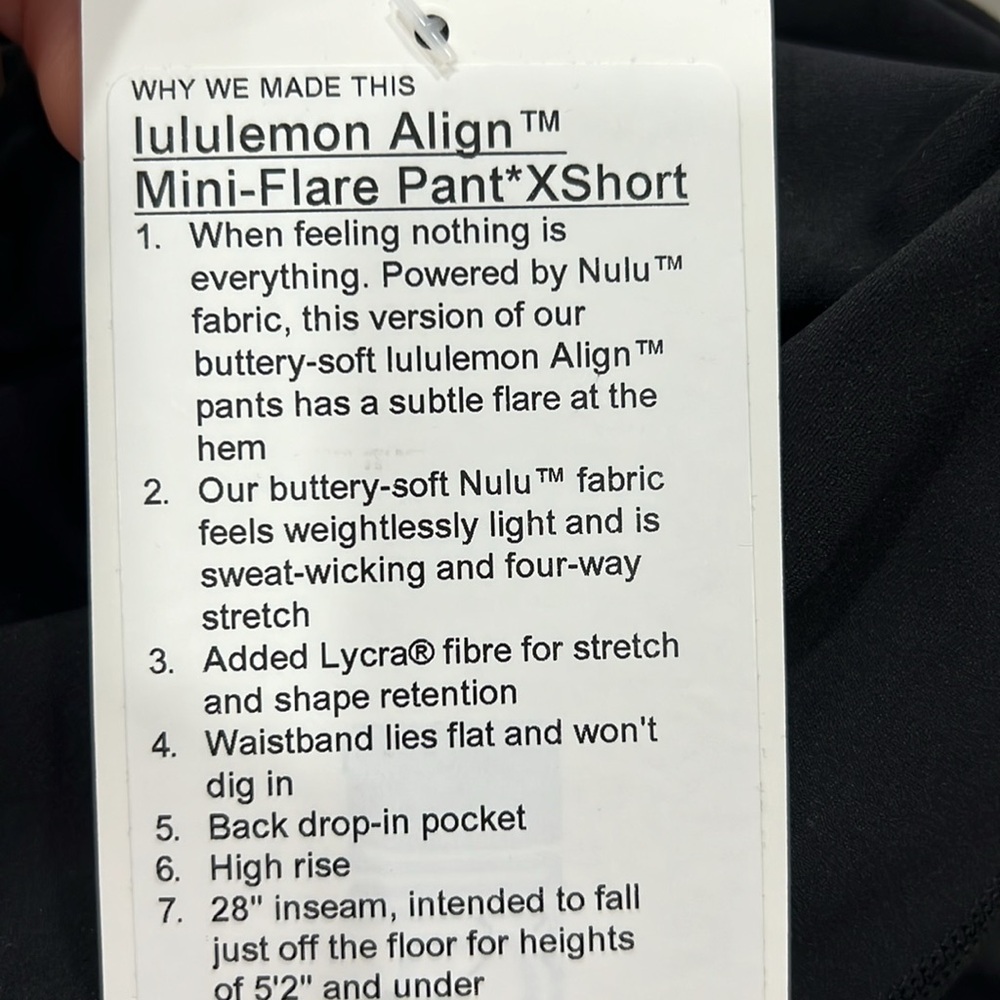 WHY WE MADE THIS
lululemon Align™
Mini-Flare Pant*XShort
1. When feeling nothing is
everything. Powered by Nulu™
fabric, this version of our
buttery-soft lululemon Align™
pants has a subtle flare at the
hem
2. Our buttery-soft Nulu™ fabric
feels weightlessly light and is
sweat-wicking and four-way
stretch
3. Added Lycra® fibre for stretch
and shape retention
4. Waistband lies flat and won't
dig in
5. Back drop-in pocket
6. High rise
7. 28" inseam, intended to fall
just off the floor for heights
of 5'2" and under